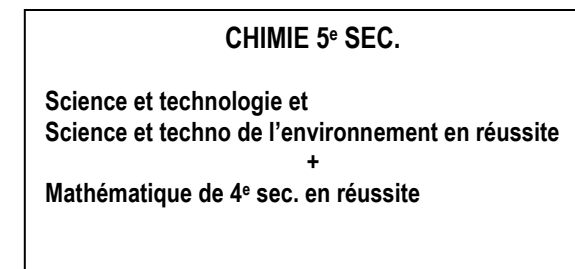 CHIMIE 5e SEC.
Science et technologie et
Science et techno de l’environnement en réussite
+
Mathématique de 4e sec. en réussite